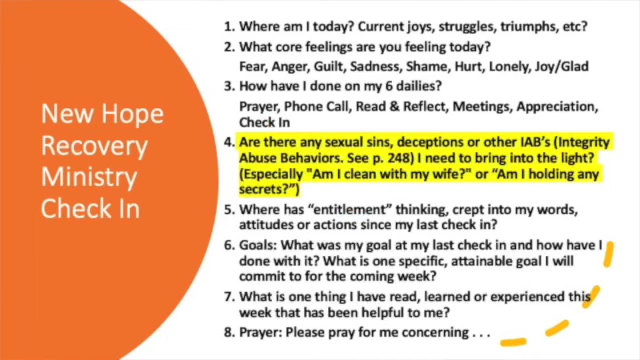 New Hope
Recovery
Ministry
Check In
1. Where am I today? Current joys, struggles, triumphs, etc?
2. What core feelings are you feeling today?
Fear, Anger, Guilt, Sadness, Shame, Hurt, Lonely, Joy/Glad
3. How have I done on my 6 dailies?
Prayer, Phone Call, Read & Reflect, Meetings, Appreciation,
Check In
4. Are there any sexual sins, deceptions or other IAB's (Integrity
Abuse Behaviors. See p. 248) I need to bring into the light?
(Especially "Am I clean with my wife?" or “Am I holding any
secrets?”)
5. Where has “entitlement” thinking, crept into my words,
attitudes or actions since my last check in?
6. Goals: What was my goal at my last check in and how have I
done with it? What is one specific, attainable goal I will
commit to for the coming week?
7. What is one thing I have read, learned or experienced this
week that has been helpful to me?
8. Prayer: Please pray for me concerning . . .